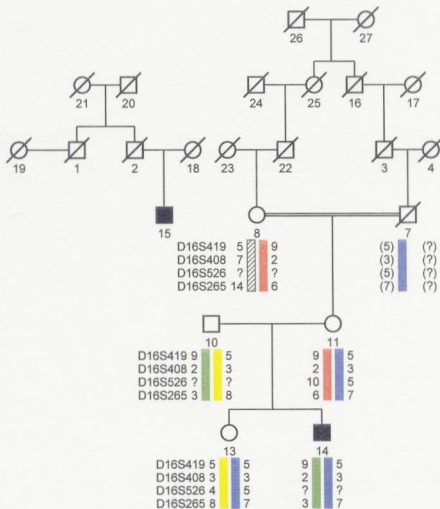 26 27
21 20 24 25 16 17
19 1 2 18 23 22 3 4
15 8 7
D16S419 5 9 (5) (?)
D16S408 7 2 (3) (?)
D16S526 ? ? (5) (?)
D16S265 14 6 (7) (?)
10 11
D16S419 9 5 9 5
D16S408 2 3 2 3
D16S526 ? ? 10 5
D16S265 3 8 6 7
13 14
D16S419 5 5 9 5
D16S408 3 3 2 3
D16S526 4 5 ? ?
D16S265 8 7 3 7